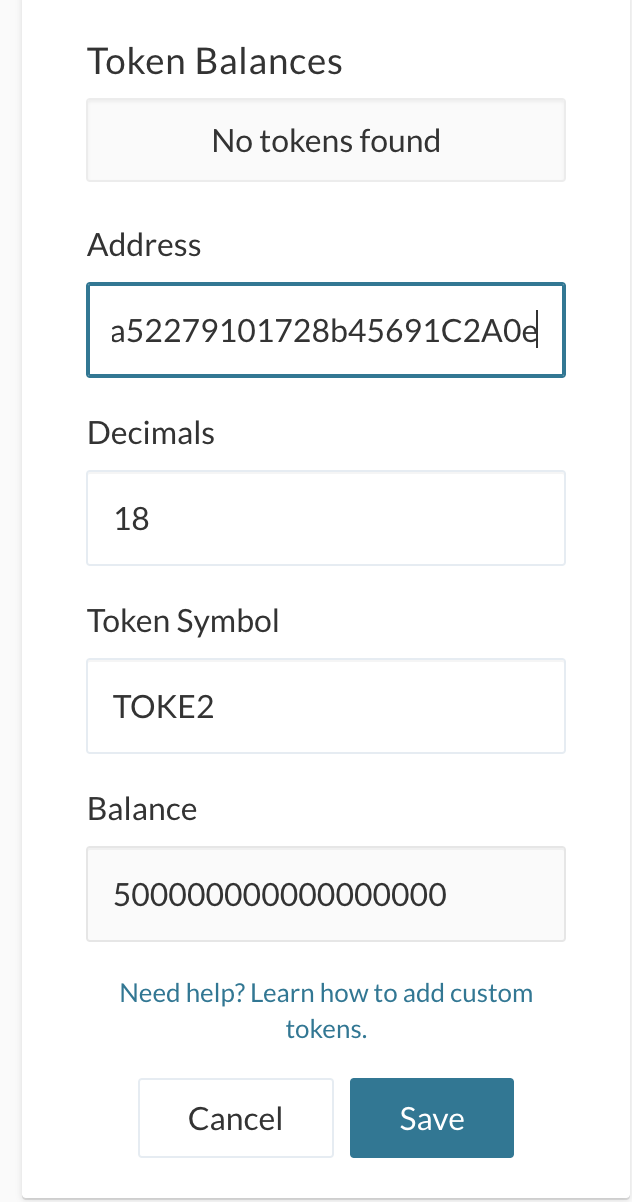 Token Balances
No tokens found
Address
a52279101728b45691C2A0e
Decimals
18
Token Symbol
TOKE2
Balance
500000000000000000
Need help? Learn how to add custom
tokens.
Cancel
Save